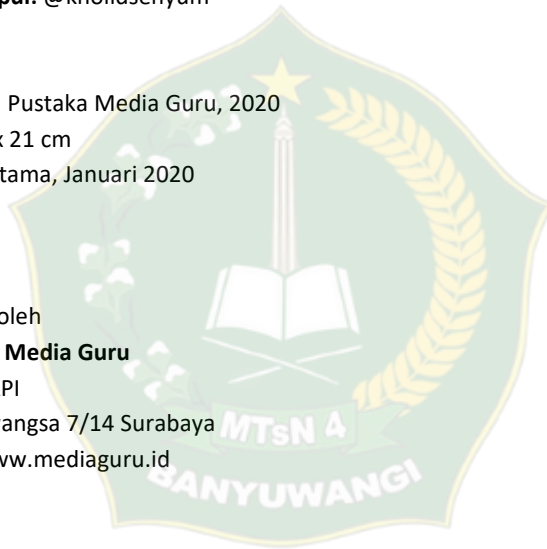 @kholidsenyum
Pustaka Media Guru, 2020
x 21 cm
tama, Januari 2020
oleh
Media Guru
PI
angsa 7/14 Surabaya
ww.mediaguru.id
MTsN 4
BANYUWANGI